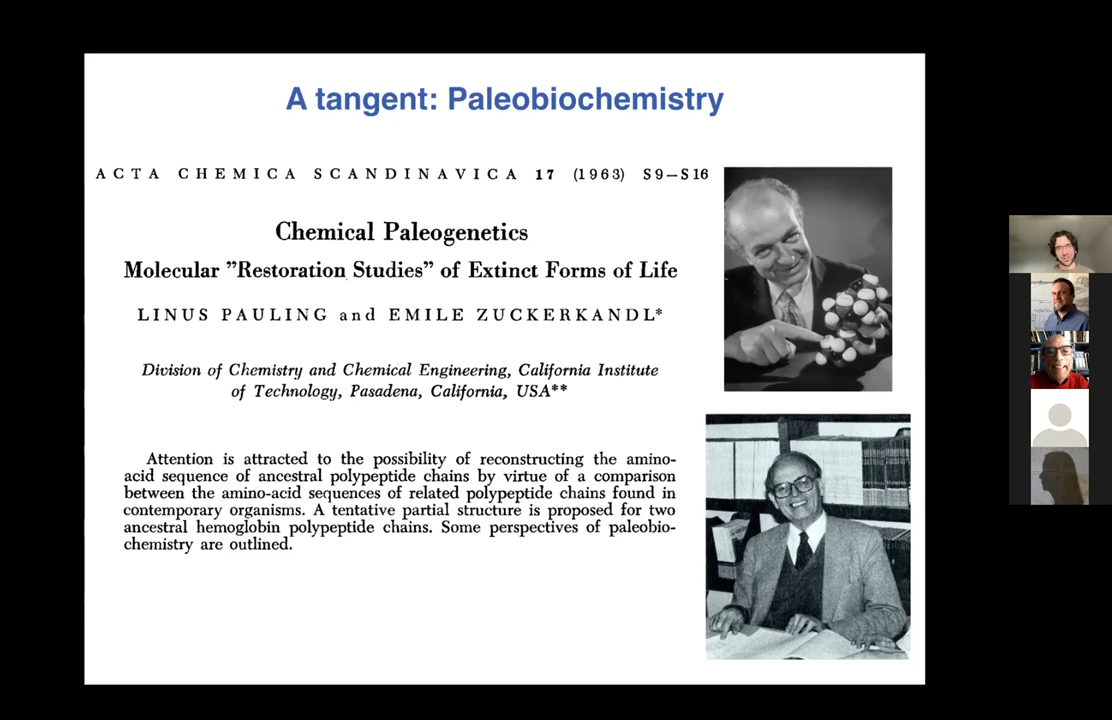 A tangent: Paleobiochemistry
ACTA CHEMICA SCANDINAVICA 17 (1963) S9–S16
Chemical Paleogenetics
Molecular ”Restoration Studies” of Extinct Forms of Life
LINUS PAULING and EMILE ZUCKERKANDL*
Division of Chemistry and Chemical Engineering, California Institute
of Technology, Pasadena, California, USA**
Attention is attracted to the possibility of reconstructing the amino-
acid sequence of ancestral polypeptide chains by virtue of a comparison
between the amino-acid sequences of related polypeptide chains found in
contemporary organisms. A tentative partial structure is proposed for two
ancestral hemoglobin polypeptide chains. Some perspectives of paleobio-
chemistry are outlined.